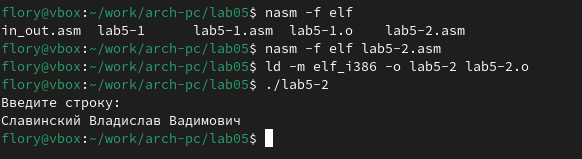 flory@vbox:~/work/arch-pc/lab05$ nasm -f elf
in_out.asm  lab5-1      lab5-1.asm  lab5-1.o    lab5-2.asm
flory@vbox:~/work/arch-pc/lab05$ nasm -f elf lab5-2.asm
flory@vbox:~/work/arch-pc/lab05$ ld -m elf_i386 -o lab5-2 lab5-2.o
flory@vbox:~/work/arch-pc/lab05$ ./lab5-2
Введите строку:
Славинский Владислав Вадимович
flory@vbox:~/work/arch-pc/lab05$